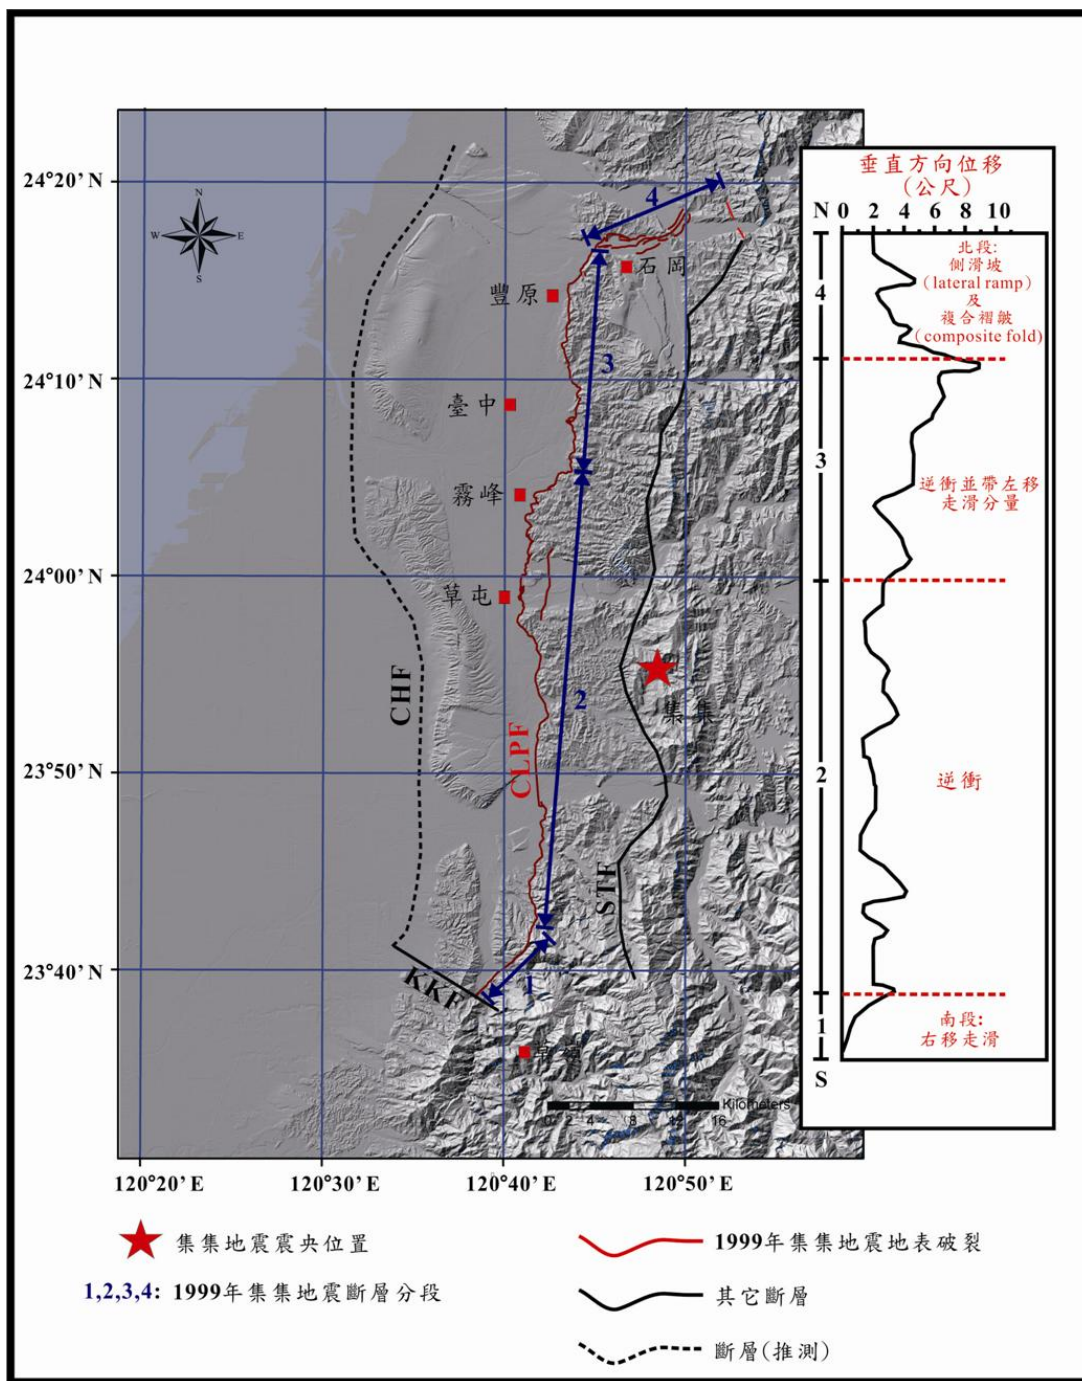 垂直方向位移
(公尺)
N 0 2 4 6 8 10
24°20' N
24°10' N
24°00' N
23°50' N
23°40' N
N
W
E
S
4
石岡
豐原
3
臺中
霧峰
草屯
2
集集
CHF
CLPF
STF
KKF
1
Kilometers
0 2 4 8 12 16
北段:
側滑坡
(lateral ramp)
及
複合褶皺
(composite fold)
4
3
逆衝並帶左移
走滑分量
2
逆衝
1
南段:
右移走滑
S
120°20' E
120°30' E
120°40' E
120°50' E
集集地震震央位置
1999年集集地震地表破裂
1,2,3,4: 1999年集集地震斷層分段
其它斷層
斷層(推測)